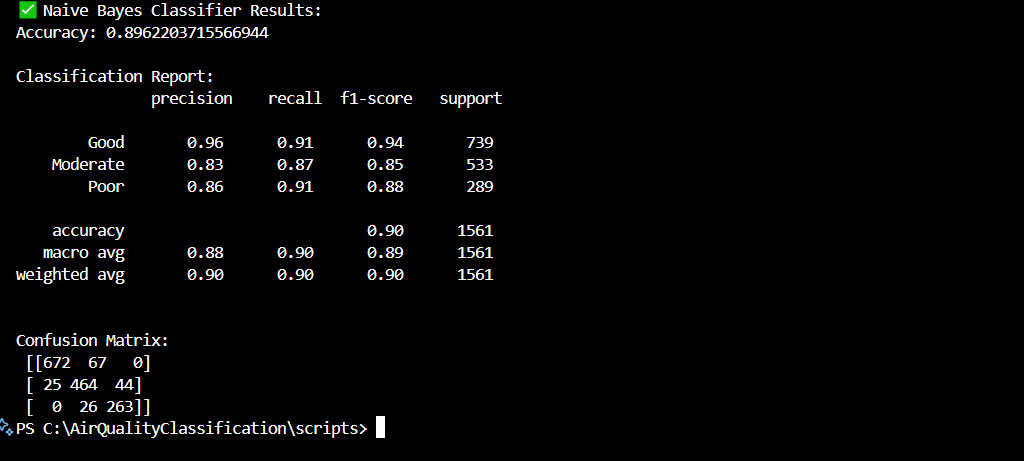 ✅ Naive Bayes Classifier Results:
Accuracy: 0.8962203715566944
Classification Report:
precision recall f1-score support
Good 0.96 0.91 0.94 739
Moderate 0.83 0.87 0.85 533
Poor 0.86 0.91 0.88 289
accuracy 0.90 1561
macro avg 0.88 0.90 0.89 1561
weighted avg 0.90 0.90 0.90 1561
Confusion Matrix:
[[672 67 0]
[ 25 464 44]
[ 0 26 263]]
PS C:\AirQualityClassification\scripts>